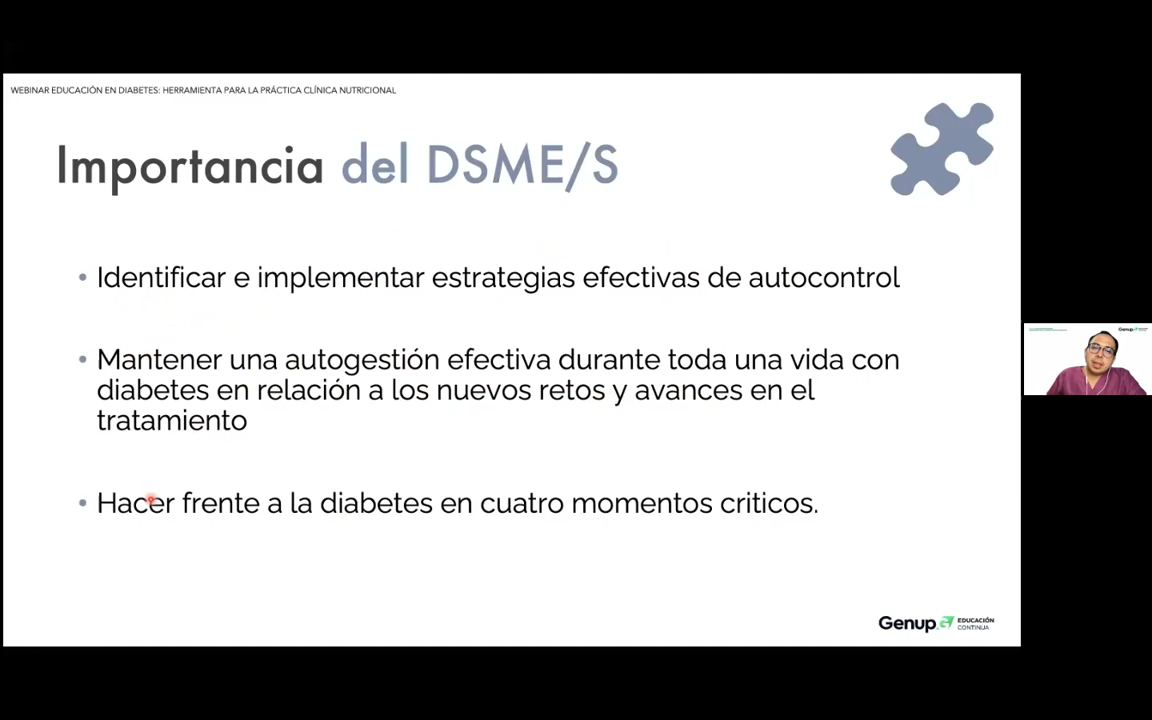 WEBINAR EDUCACIÓN EN DIABETES: HERRAMIENTA PARA LA PRÁCTICA CLÍNICA NUTRICIONAL
Importancia del DSME/S
• Identificar e implementar estrategias efectivas de autocontrol
• Mantener una autogestión efectiva durante toda una vida con
diabetes en relación a los nuevos retos y avances en el
tratamiento
• Hacer frente a la diabetes en cuatro momentos criticos.
Genup EDUCACIÓN
CONTINUA
Genup